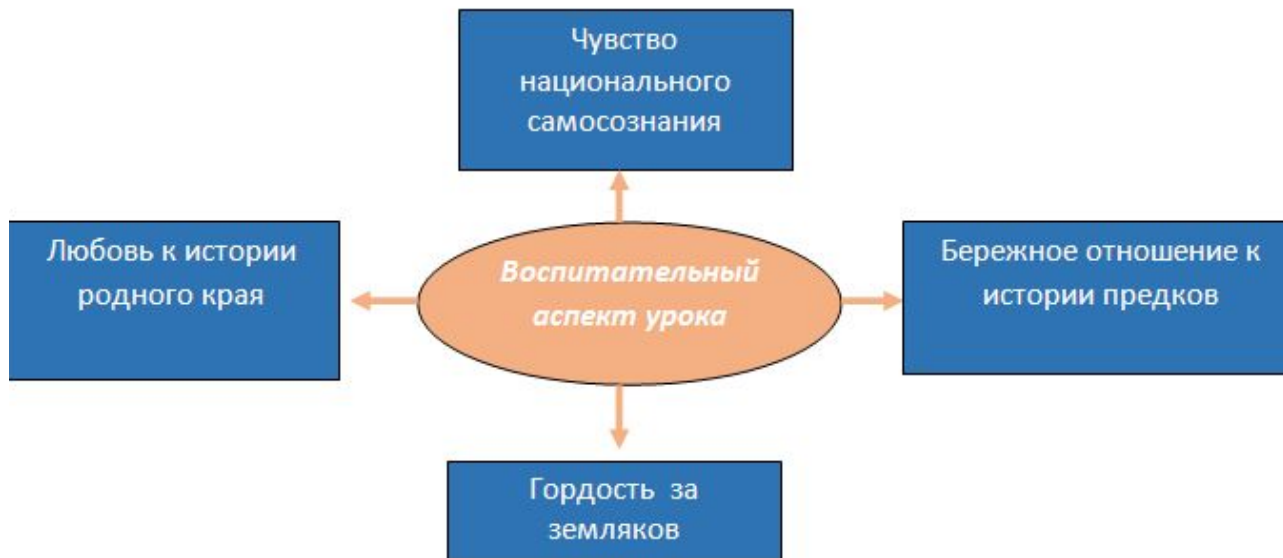 Чувство
национального
самосознания
Любовь к истории
родного края
Воспитательный
аспект урока
Бережное отношение к
истории предков
Гордость за
земляков